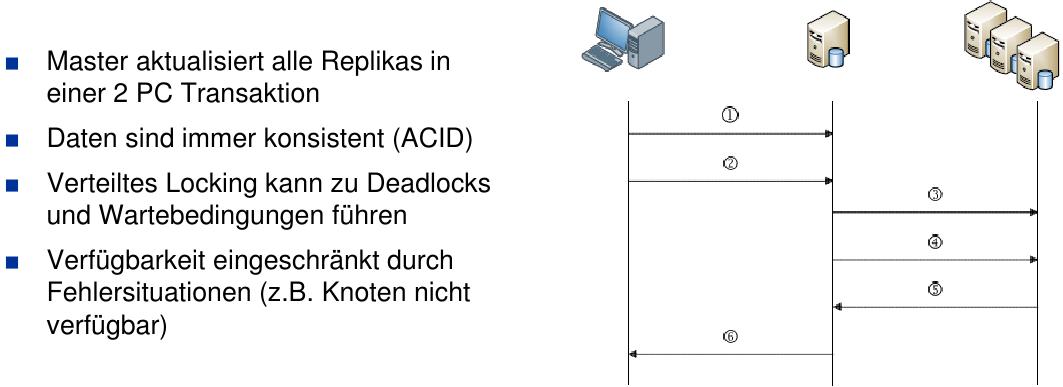 Master aktualisiert alle Replikas in
einer 2 PC Transaktion
Daten sind immer konsistent (ACID)
Verteiltes Locking kann zu Deadlocks
und Wartebedingungen führen
Verfügbarkeit eingeschränkt durch
Fehlersituationen (z.B. Knoten nicht
verfügbar)
①
②
③
④
⑤
⑥